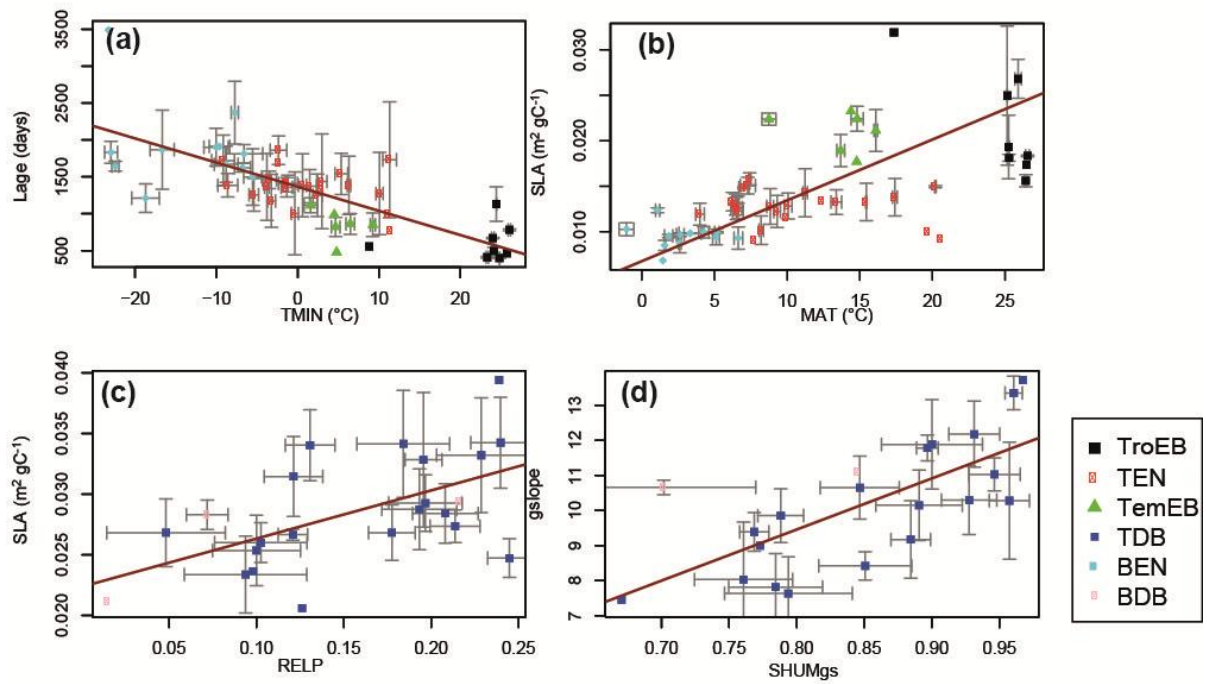 (a)
Lage (days)
3500
2500
1500
500
−20
−10
0
10
20
TMIN (°C)
(b)
SLA (m² gC⁻¹)
0.030
0.020
0.010
0
5
10
15
20
25
MAT (°C)
(c)
SLA (m² gC⁻¹)
0.040
0.035
0.030
0.025
0.020
0.05
0.10
0.15
0.20
0.25
RELP
(d)
gslope
13
12
11
10
9
8
7
0.70
0.75
0.80
0.85
0.90
0.95
SHUMgs
TroEB
TEN
TemEB
TDB
BEN
BDB